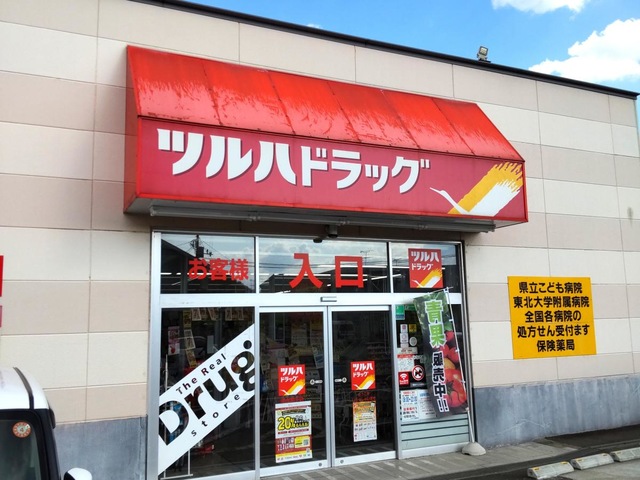 ツルハドラッグ
お客様
入口
ツルハ
ドラッグ
青果
販売中!!
県立こども病院
東北大学附属病院
全国各病院の
処方せん受付ます
保険薬局
The Real
Drug
store
ツルハ
ドラッグ
ツルハ
ドラッグ
20